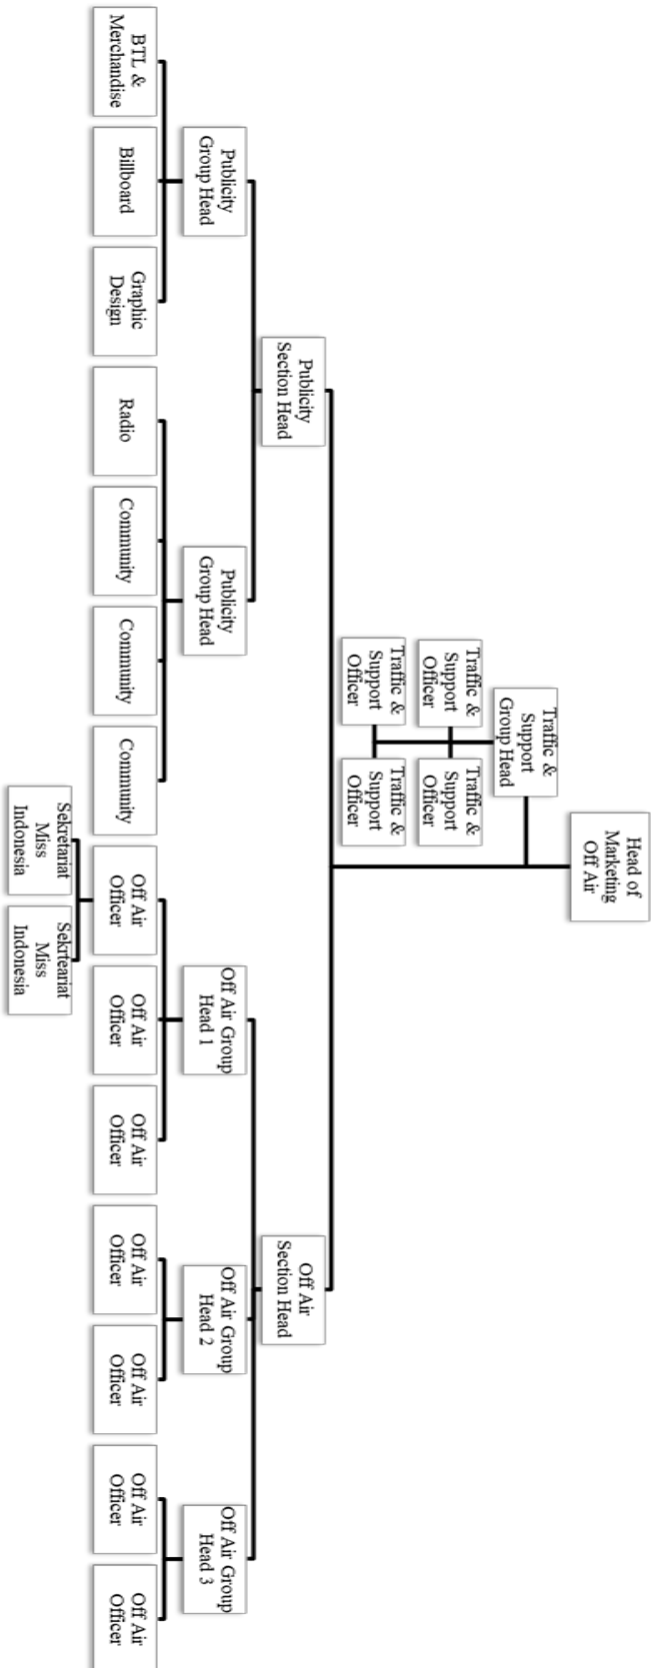 Head of
Marketing
Off Air
Traffic &
Support
Group Head
Traffic &
Support
Officer
Traffic &
Support
Officer
Traffic &
Support
Officer
Traffic &
Support
Officer
Publicity
Section Head
Off Air
Section Head
Publicity
Group Head
Publicity
Group Head
Off Air Group
Head 1
Off Air Group
Head 2
Off Air Group
Head 3
BTL &
Merchandise
Billboard
Graphic
Design
Radio
Community
Community
Community
Off Air
Officer
Off Air
Officer
Off Air
Officer
Off Air
Officer
Off Air
Officer
Off Air
Officer
Off Air
Officer
Sekretariat
Miss
Indonesia
Sekrteariat
Miss
Indonesia